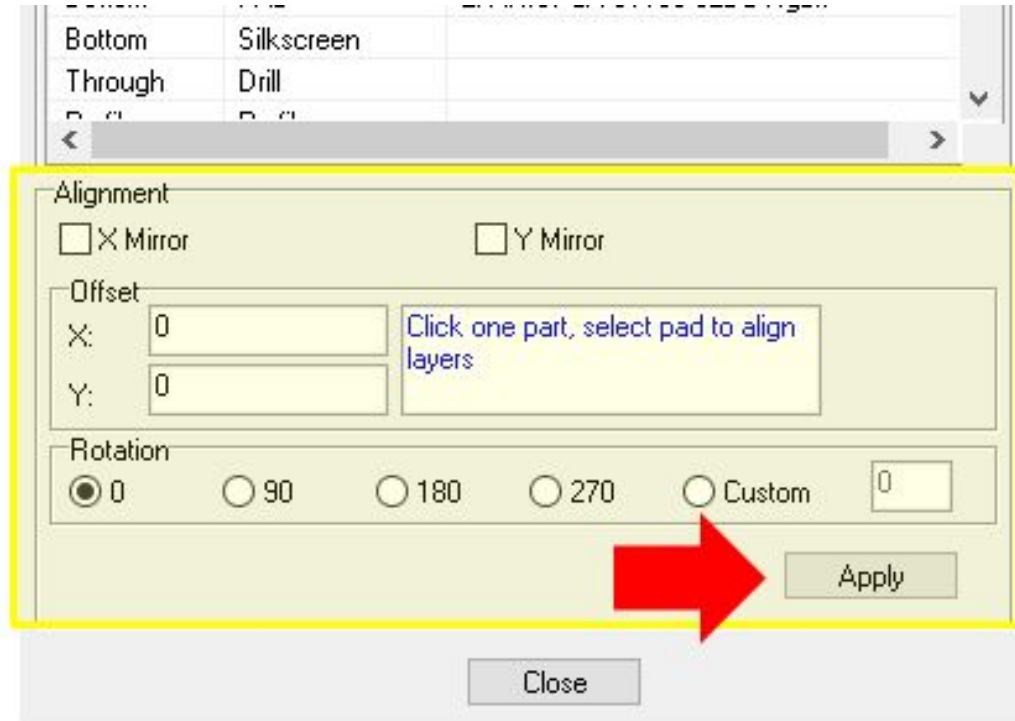 Bottom Silkscreen
Through Drill
Alignment
X Mirror Y Mirror
Offset
X: 0 Click one part, select pad to align
layers
Y: 0
Rotation
0 90 180 270 Custom 0
Apply
Close